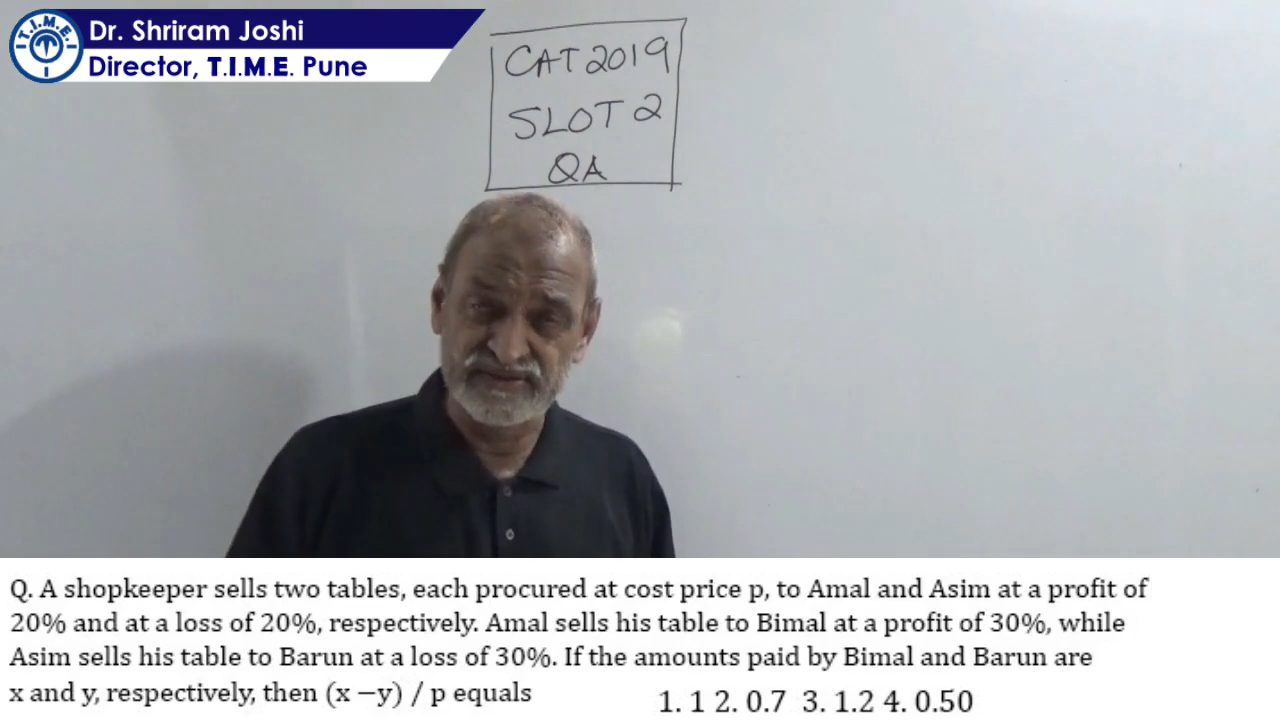 T.I.M.E.
Dr. Shriram Joshi
Director, T.I.M.E. Pune
CAT 2019
SLOT 2
QA
Q. A shopkeeper sells two tables, each procured at cost price p, to Amal and Asim at a profit of
20% and at a loss of 20%, respectively. Amal sells his table to Bimal at a profit of 30%, while
Asim sells his table to Barun at a loss of 30%. If the amounts paid by Bimal and Barun are
x and y, respectively, then (x −y) / p equals
1. 1 2. 0.7 3. 1.2 4. 0.50